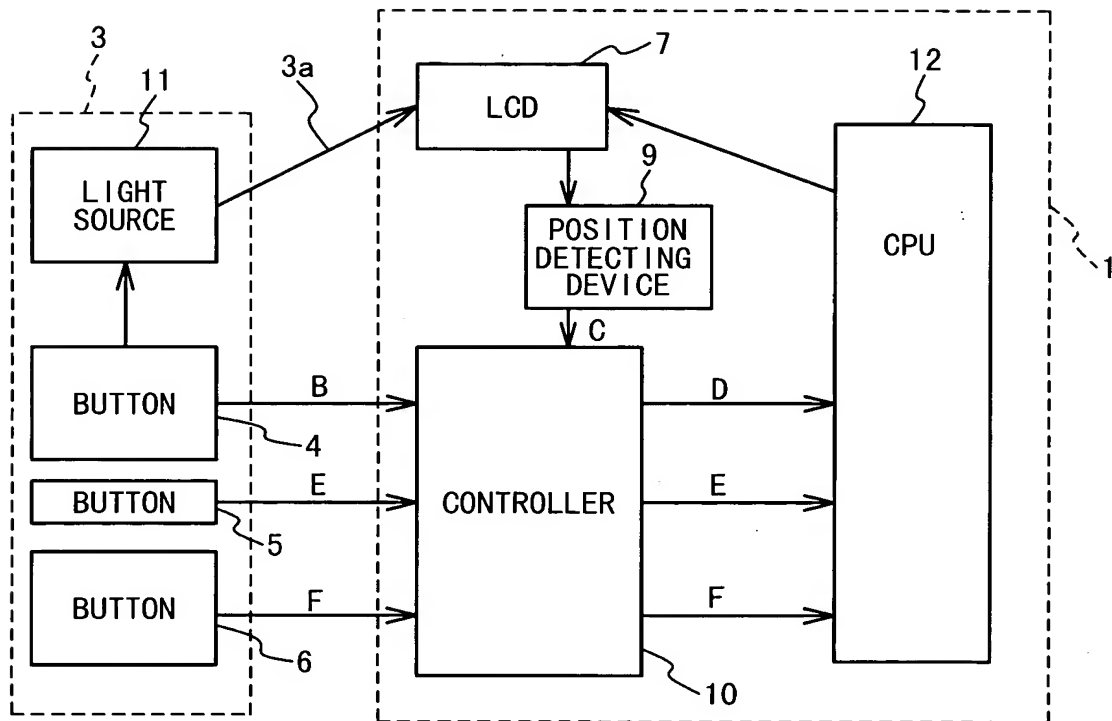 3
11
3a
7
12
LCD
LIGHT
SOURCE
9
POSITION
DETECTING
DEVICE
CPU
1
C
BUTTON
4
B
D
BUTTON
5
E
CONTROLLER
E
BUTTON
6
F
F
10